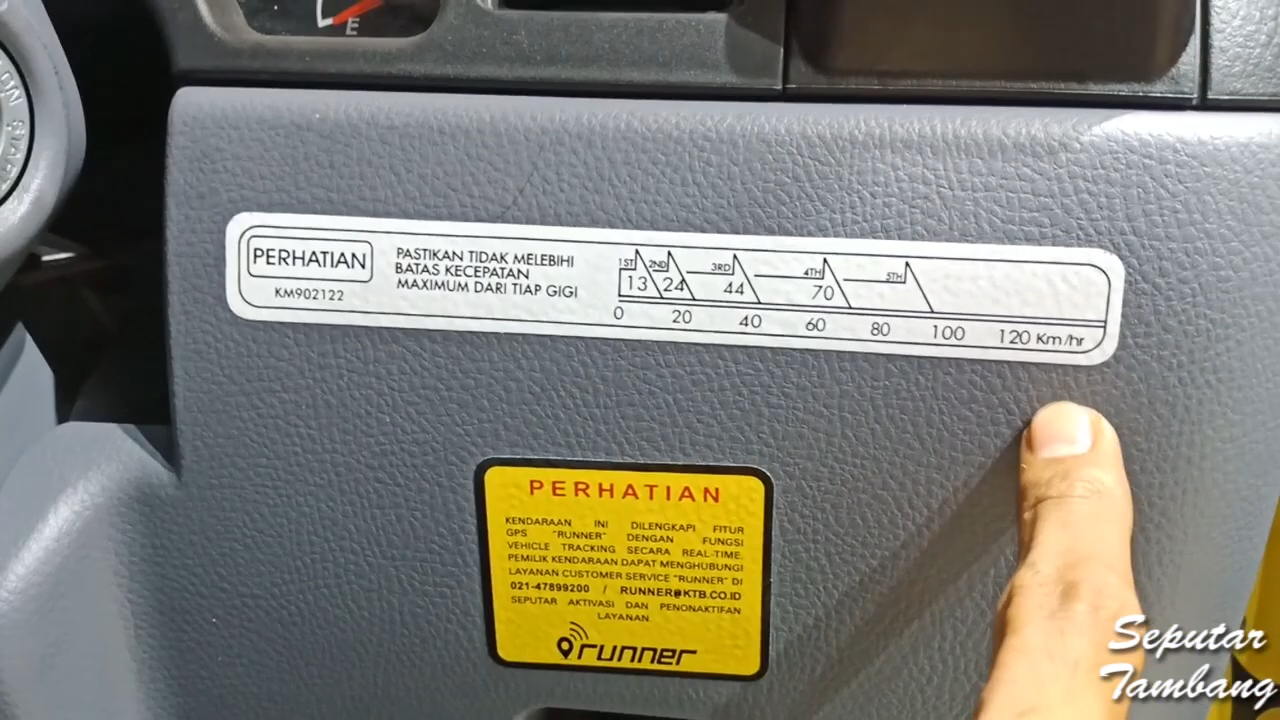 E
ON START
PERHATIAN
KM902122
PASTIKAN TIDAK MELEBIHI
BATAS KECEPATAN
MAXIMUM DARI TIAP GIGI
1ST 2ND 3RD 4TH 5TH
13 24 44 70
0 20 40 60 80 100 120 Km/hr
PERHATIAN
KENDARAAN INI DILENGKAPI FITUR
GPS "RUNNER" DENGAN FUNGSI
VEHICLE TRACKING SECARA REAL-TIME.
PEMILIK KENDARAAN DAPAT MENGHUBUNGI
LAYANAN CUSTOMER SERVICE "RUNNER" DI
021-47899200 / RUNNER@KTB.CO.ID
SEPUTAR AKTIVASI DAN PENONAKTIFAN
LAYANAN.
runner
Seputar
Tambang